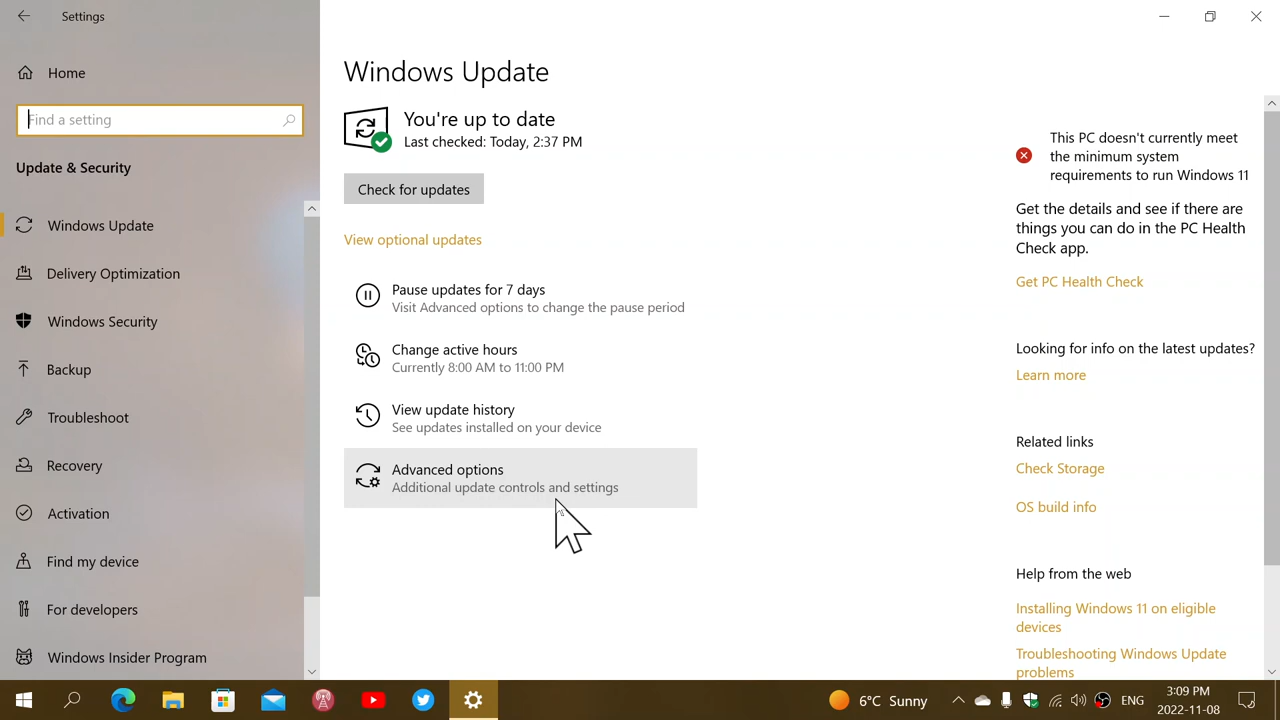 Settings
Home
Find a setting
Update & Security
Windows Update
Delivery Optimization
Windows Security
Backup
Troubleshoot
Recovery
Activation
Find my device
For developers
Windows Insider Program
Windows Update
You're up to date
Last checked: Today, 2:37 PM
Check for updates
View optional updates
Pause updates for 7 days
Visit Advanced options to change the pause period
Change active hours
Currently 8:00 AM to 11:00 PM
View update history
See updates installed on your device
Advanced options
Additional update controls and settings
This PC doesn't currently meet
the minimum system
requirements to run Windows 11
Get the details and see if there are
things you can do in the PC Health
Check app.
Get PC Health Check
Looking for info on the latest updates?
Learn more
Related links
Check Storage
OS build info
Help from the web
Installing Windows 11 on eligible
devices
Troubleshooting Windows Update
problems
6°C Sunny
ENG
3:09 PM
2022-11-08